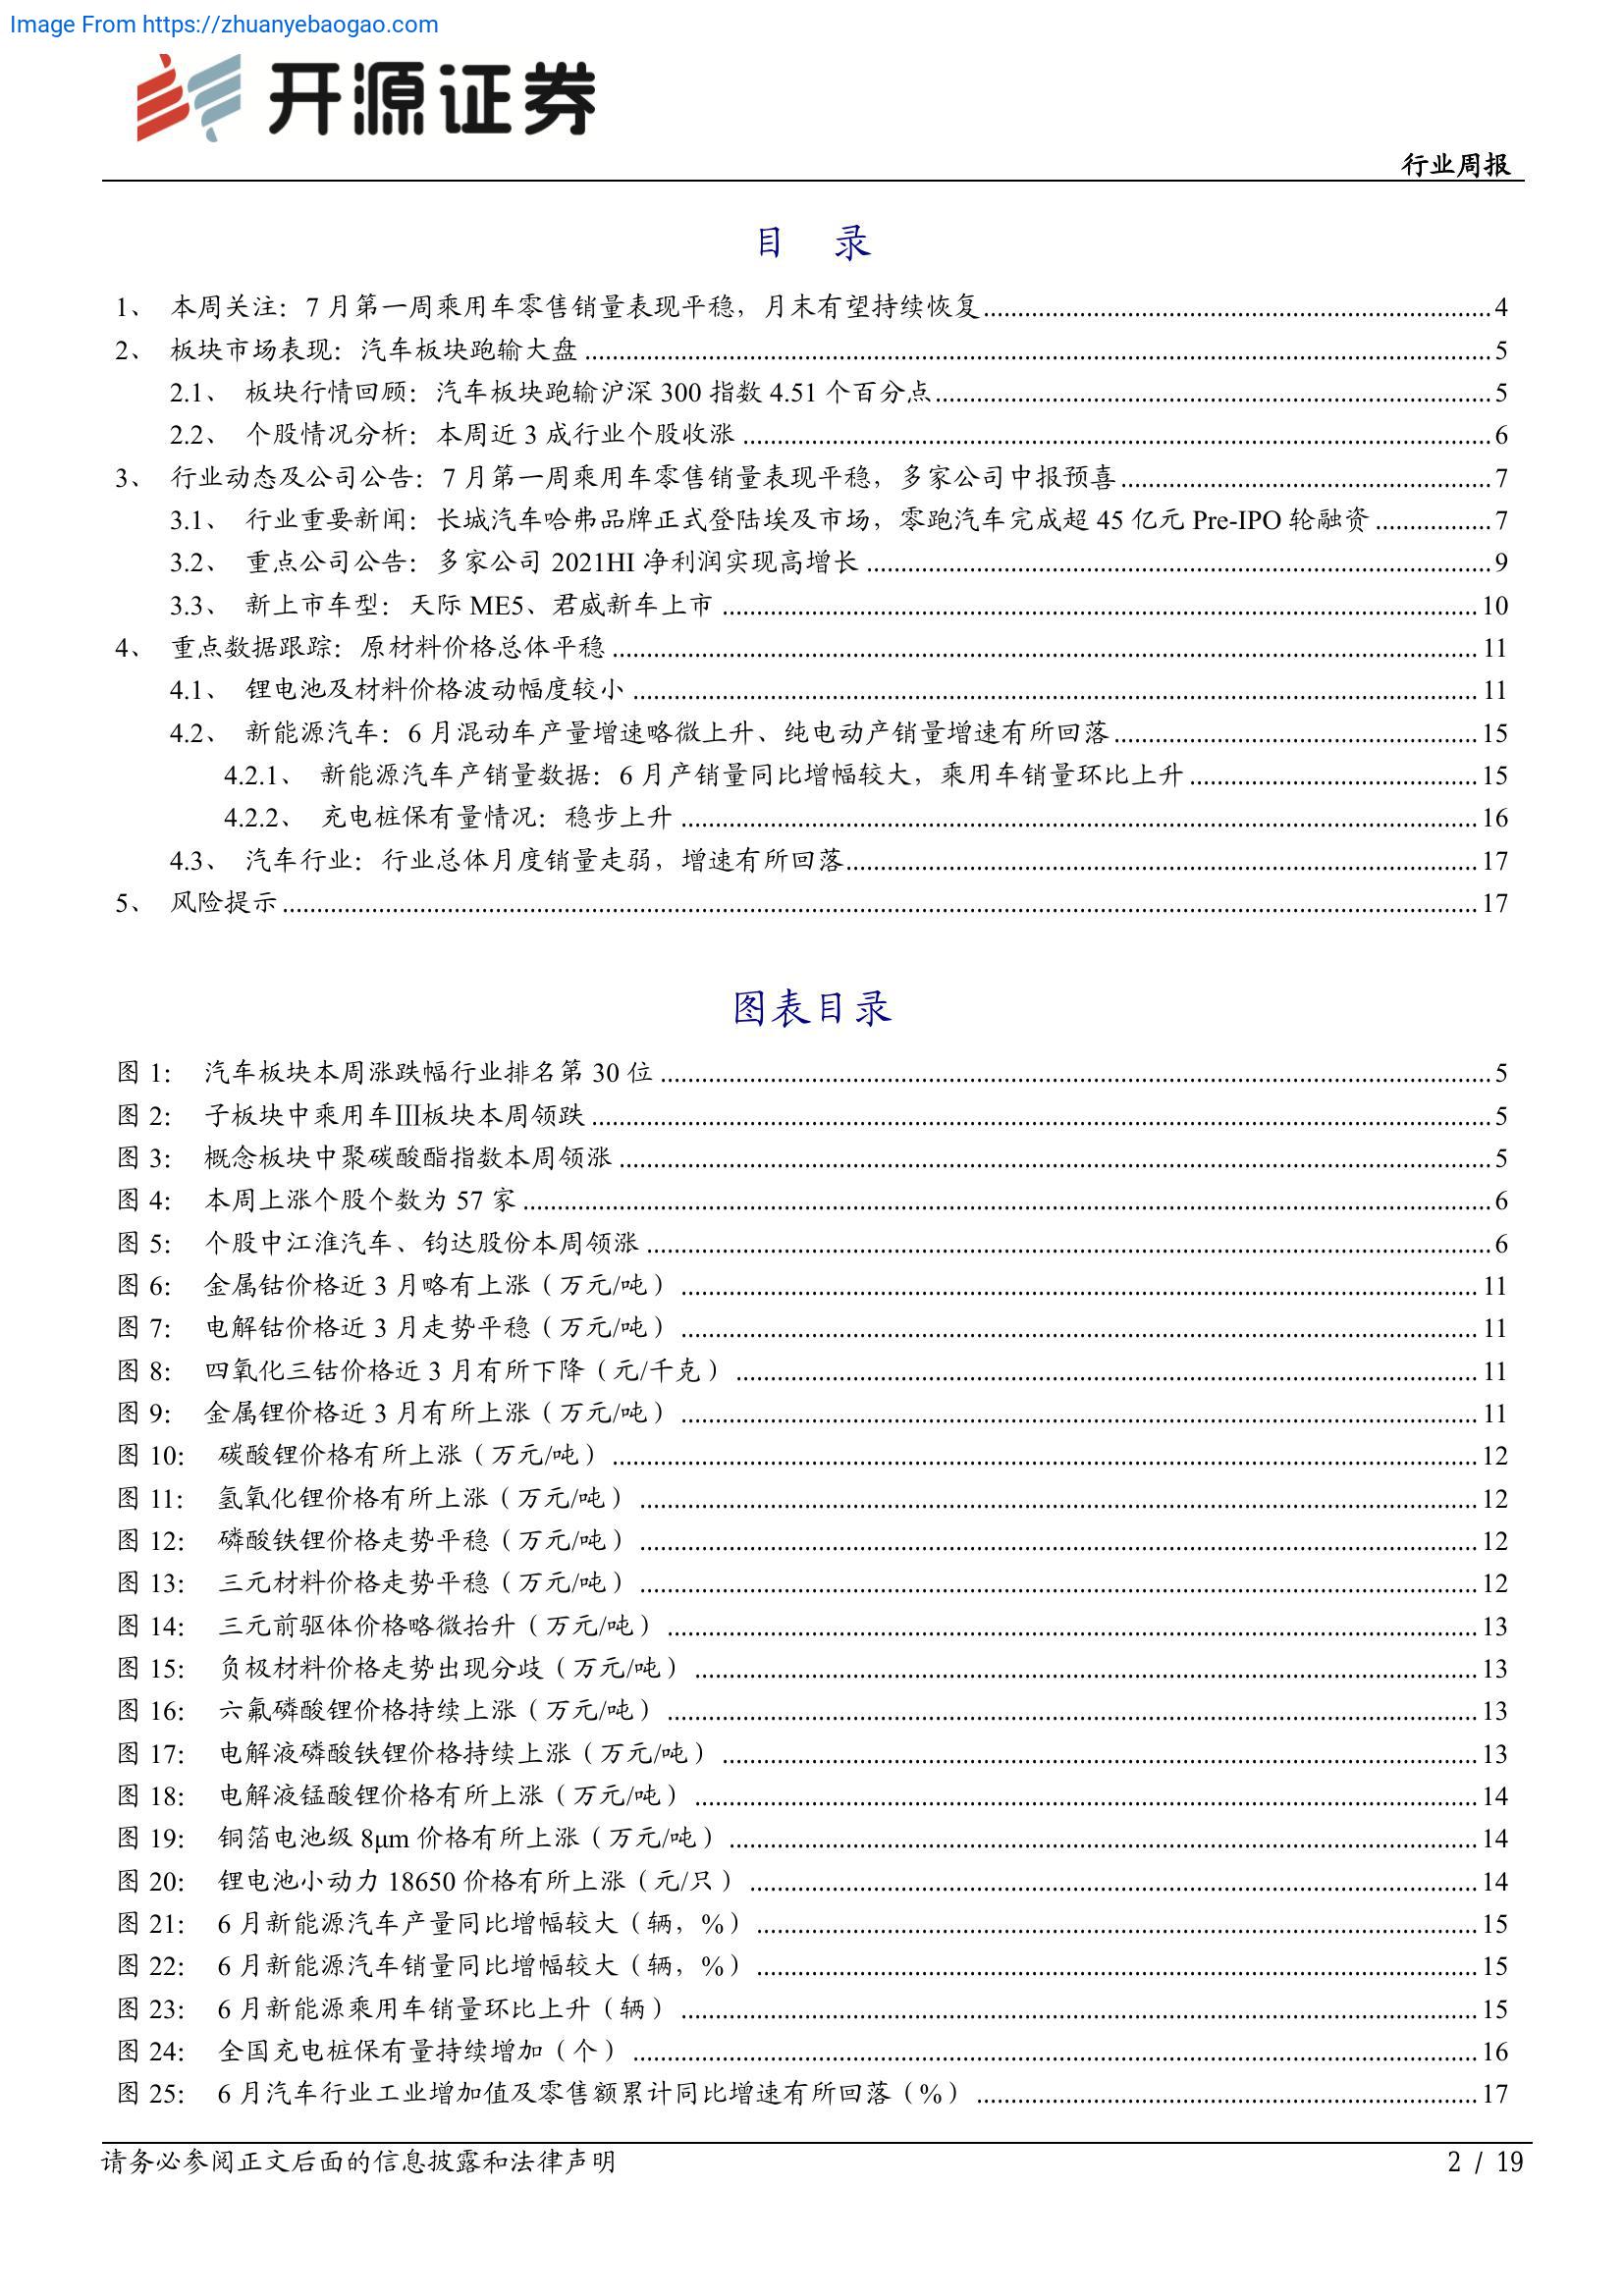 Image From https://zhuanyebaogao.com
开源证券
行业周报
目 录
1、 本周关注：7 月第一周乘用车零售销量表现平稳，月末有望持续恢复 4
2、 板块市场表现：汽车板块跑输大盘 5
2.1、 板块行情回顾：汽车板块跑输沪深 300 指数 4.51 个百分点 5
2.2、 个股情况分析：本周近 3 成行业个股收涨 6
3、 行业动态及公司公告：7 月第一周乘用车零售销量表现平稳，多家公司中报预喜 7
3.1、 行业重要新闻：长城汽车哈弗品牌正式登陆埃及市场，零跑汽车完成超 45 亿元 Pre-IPO 轮融资 7
3.2、 重点公司公告：多家公司 2021HI 净利润实现高增长 9
3.3、 新上市车型：天际 ME5、君威新车上市 10
4、 重点数据跟踪：原材料价格总体平稳 11
4.1、 锂电池及材料价格波动幅度较小 11
4.2、 新能源汽车：6 月混动车产量增速略微上升、纯电动产销量增速有所回落 15
4.2.1、 新能源汽车产销量数据：6 月产销量同比增幅较大，乘用车销量环比上升 15
4.2.2、 充电桩保有量情况：稳步上升 16
4.3、 汽车行业：行业总体月度销量走弱，增速有所回落 17
5、 风险提示 17
图表目录
图 1： 汽车板块本周涨跌幅行业排名第 30 位 5
图 2： 子板块中乘用车Ⅲ板块本周领跌 5
图 3： 概念板块中聚碳酸酯指数本周领涨 5
图 4： 本周上涨个股个数为 57 家 6
图 5： 个股中江淮汽车、钧达股份本周领涨 6
图 6： 金属钴价格近 3 月略有上涨（万元/吨） 11
图 7： 电解钴价格近 3 月走势平稳（万元/吨） 11
图 8： 四氧化三钴价格近 3 月有所下降（元/千克） 11
图 9： 金属锂价格近 3 月有所上涨（万元/吨） 11
图 10： 碳酸锂价格有所上涨（万元/吨） 12
图 11： 氢氧化锂价格有所上涨（万元/吨） 12
图 12： 磷酸铁锂价格走势平稳（万元/吨） 12
图 13： 三元材料价格走势平稳（万元/吨） 12
图 14： 三元前驱体价格略微抬升（万元/吨） 13
图 15： 负极材料价格走势出现分歧（万元/吨） 13
图 16： 六氟磷酸锂价格持续上涨（万元/吨） 13
图 17： 电解液磷酸铁锂价格持续上涨（万元/吨） 13
图 18： 电解液锰酸锂价格有所上涨（万元/吨） 14
图 19： 铜箔电池级 8μm 价格有所上涨（万元/吨） 14
图 20： 锂电池小动力 18650 价格有所上涨（元/只） 14
图 21： 6 月新能源汽车产量同比增幅较大（辆，%） 15
图 22： 6 月新能源汽车销量同比增幅较大（辆，%） 15
图 23： 6 月新能源乘用车销量环比上升（辆） 15
图 24： 全国充电桩保有量持续增加（个） 16
图 25： 6 月汽车行业工业增加值及零售额累计同比增速有所回落（%） 17
请务必参阅正文后面的信息披露和法律声明 2 / 19